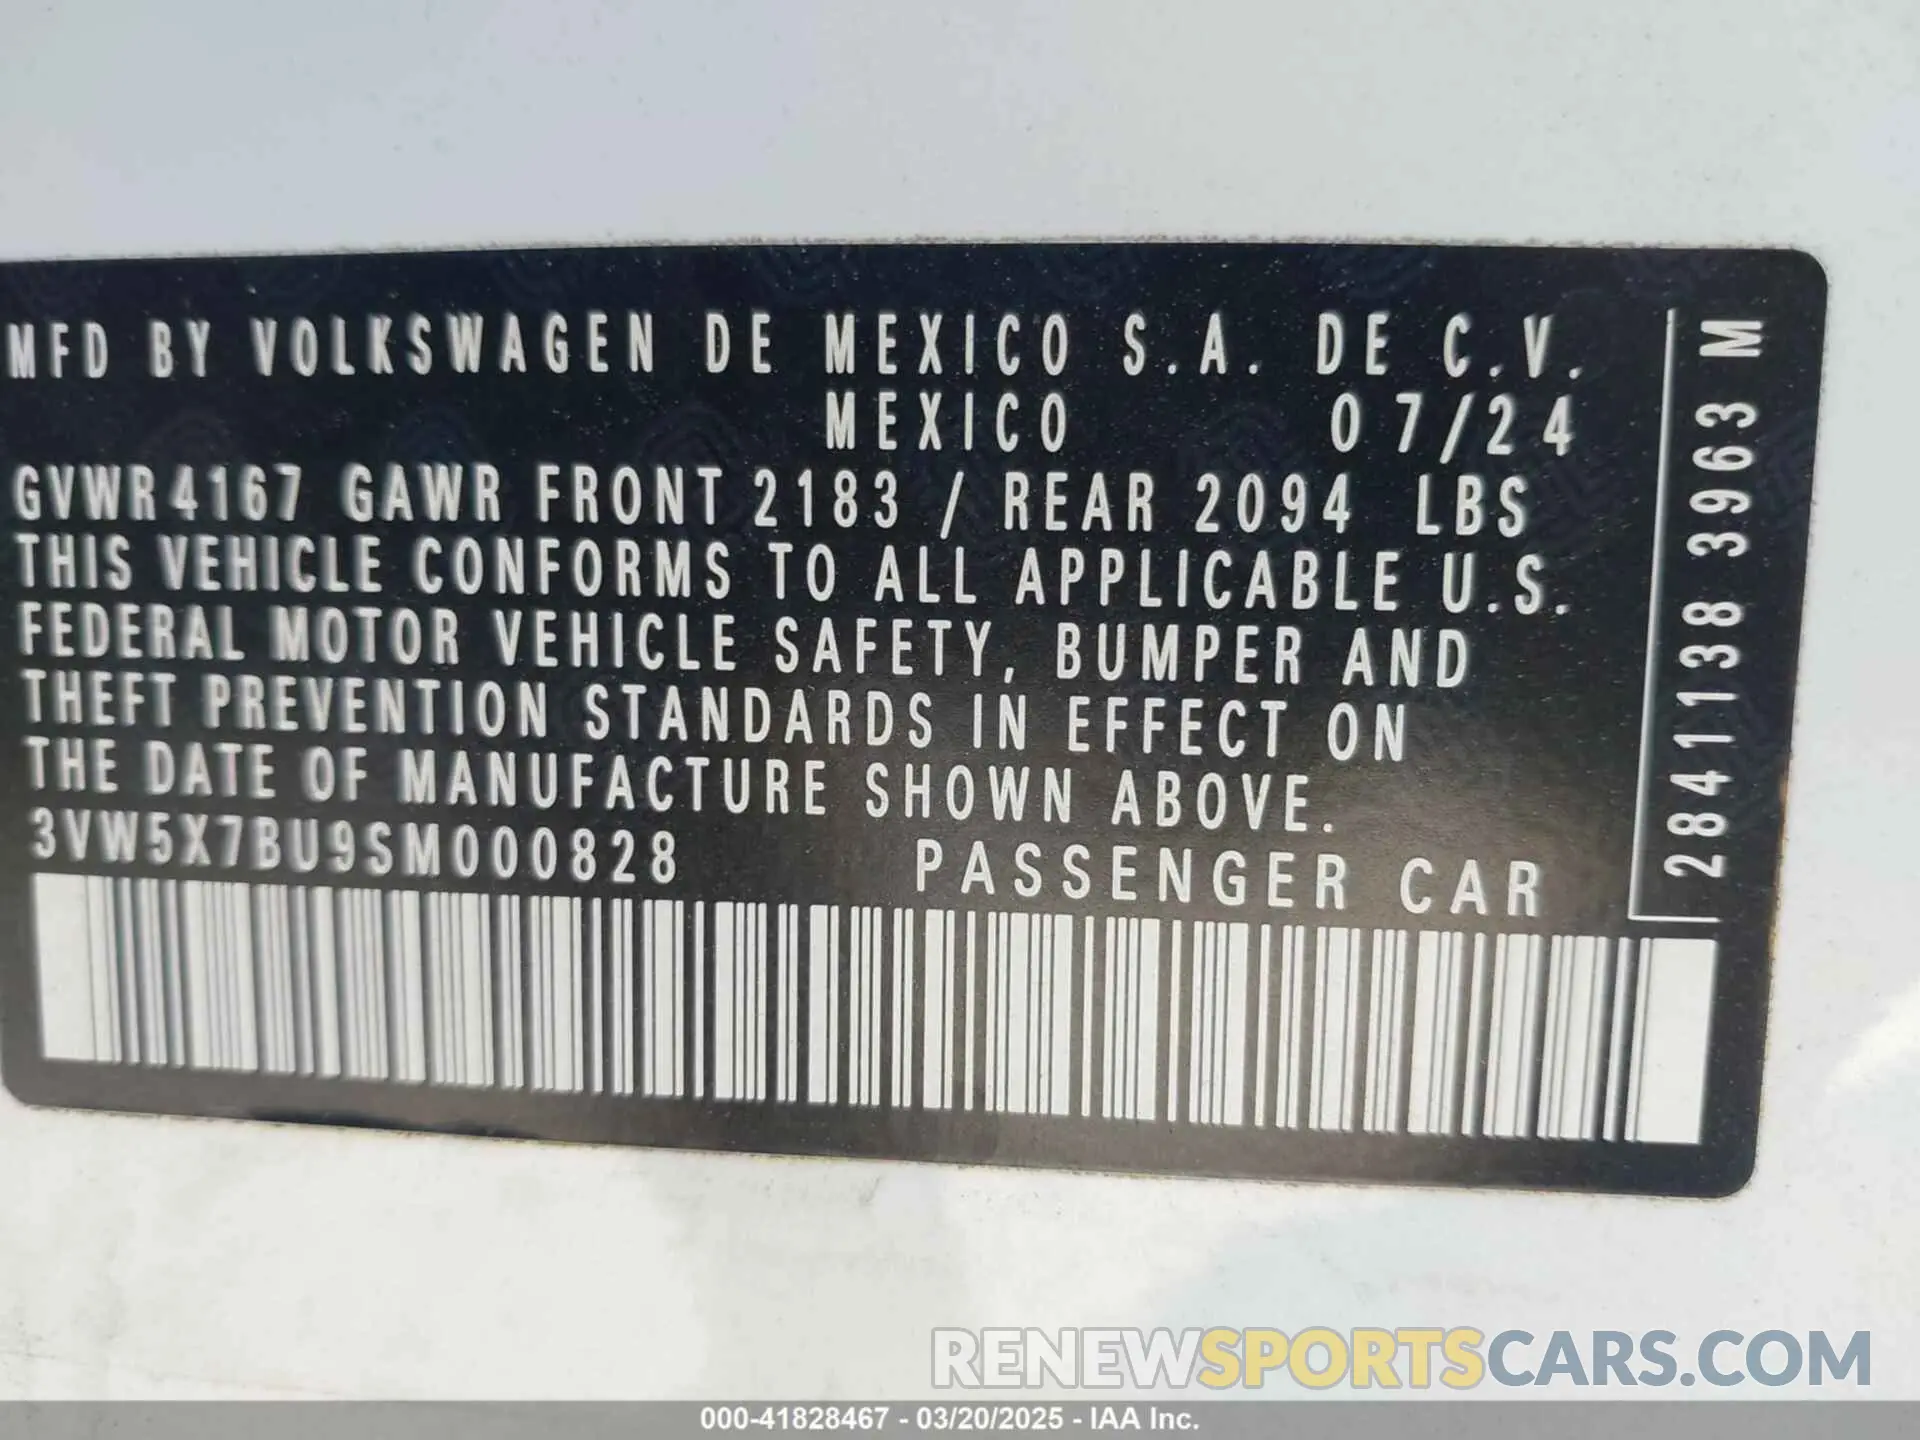 MFD BY VOLKSWAGEN DE MEXICO S.A. DE C.V.
MEXICO 07/24
GVWR 4167 GAWR FRONT 2183 / REAR 2094 LBS
THIS VEHICLE CONFORMS TO ALL APPLICABLE U.S.
FEDERAL MOTOR VEHICLE SAFETY, BUMPER AND
THEFT PREVENTION STANDARDS IN EFFECT ON
THE DATE OF MANUFACTURE SHOWN ABOVE.
3VW5X7BU9SM000828 PASSENGER CAR
2841138 3963 M
RENEWSPORTSCARS.COM
000-41828467 - 03/20/2025 - IAA Inc.